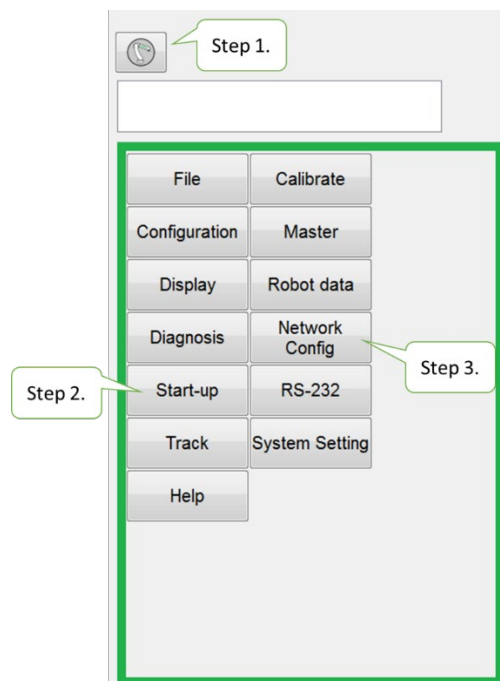 Step 1.
File
Calibrate
Configuration
Master
Display
Robot data
Diagnosis
Network
Config
Step 3.
Step 2.
Start-up
RS-232
Track
System Setting
Help